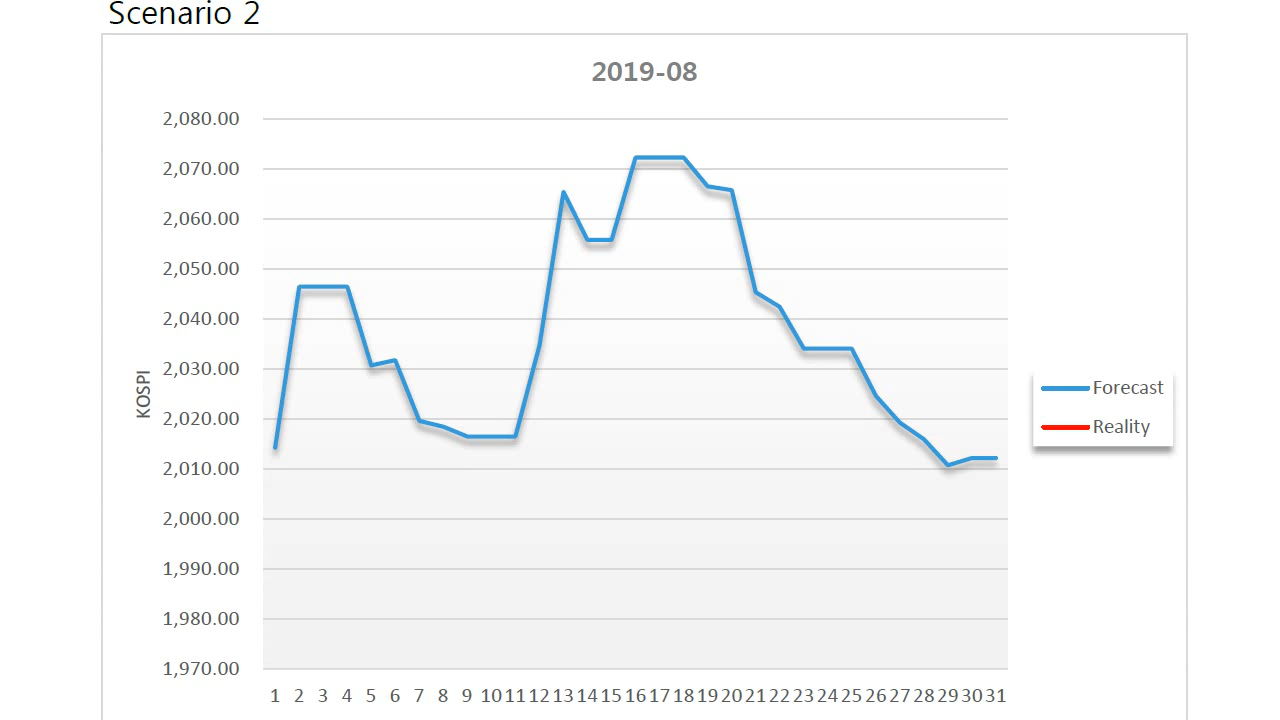 Scenario 2
2019-08
2,080.00
2,070.00
2,060.00
2,050.00
2,040.00
2,030.00
2,020.00
2,010.00
2,000.00
1,990.00
1,980.00
1,970.00
KOSPI
1 2 3 4 5 6 7 8 9 10 11 12 13 14 15 16 17 18 19 20 21 22 23 24 25 26 27 28 29 30 31
Forecast
Reality